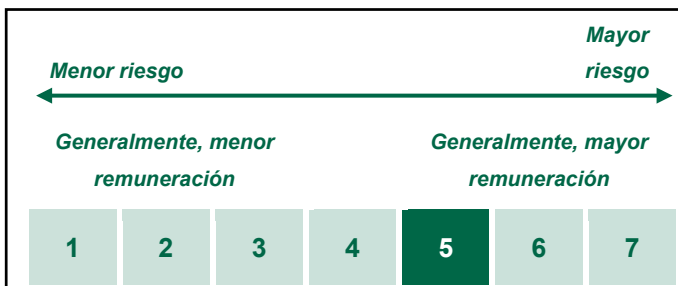 Mayor
Menor riesgo riesgo
Generalmente, menor Generalmente, mayor
remuneración remuneración
1 2 3 4 5 6 7